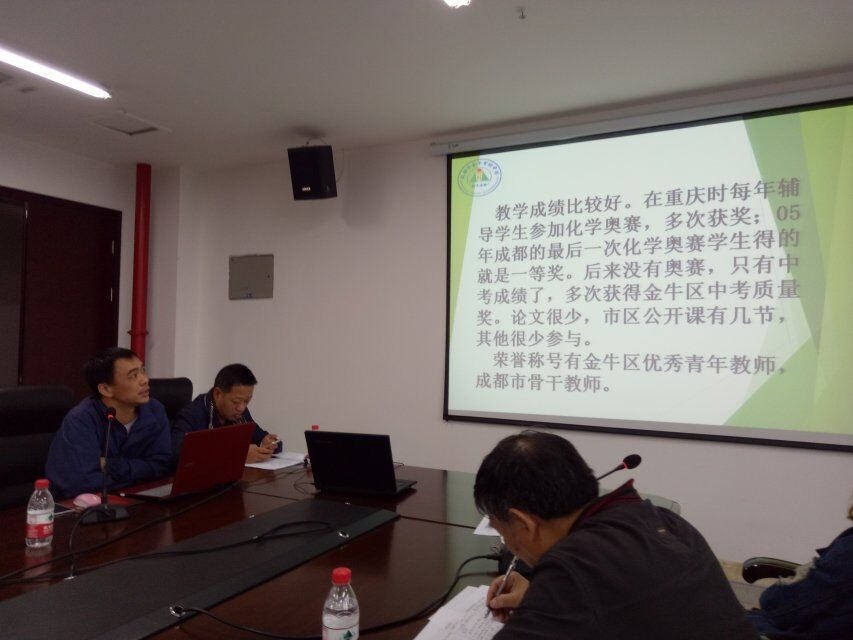 教学成绩比较好。在重庆时每年辅
导学生参加化学奥赛，多次获奖；05
年成都的最后一次化学奥赛学生得的
就是一等奖。后来没有奥赛，只有中
考成绩了，多次获得金牛区中考质量
奖。论文很少，市区公开课有几节，
其他很少参与。
荣誉称号有金牛区优秀青年教师，
成都市骨干教师。